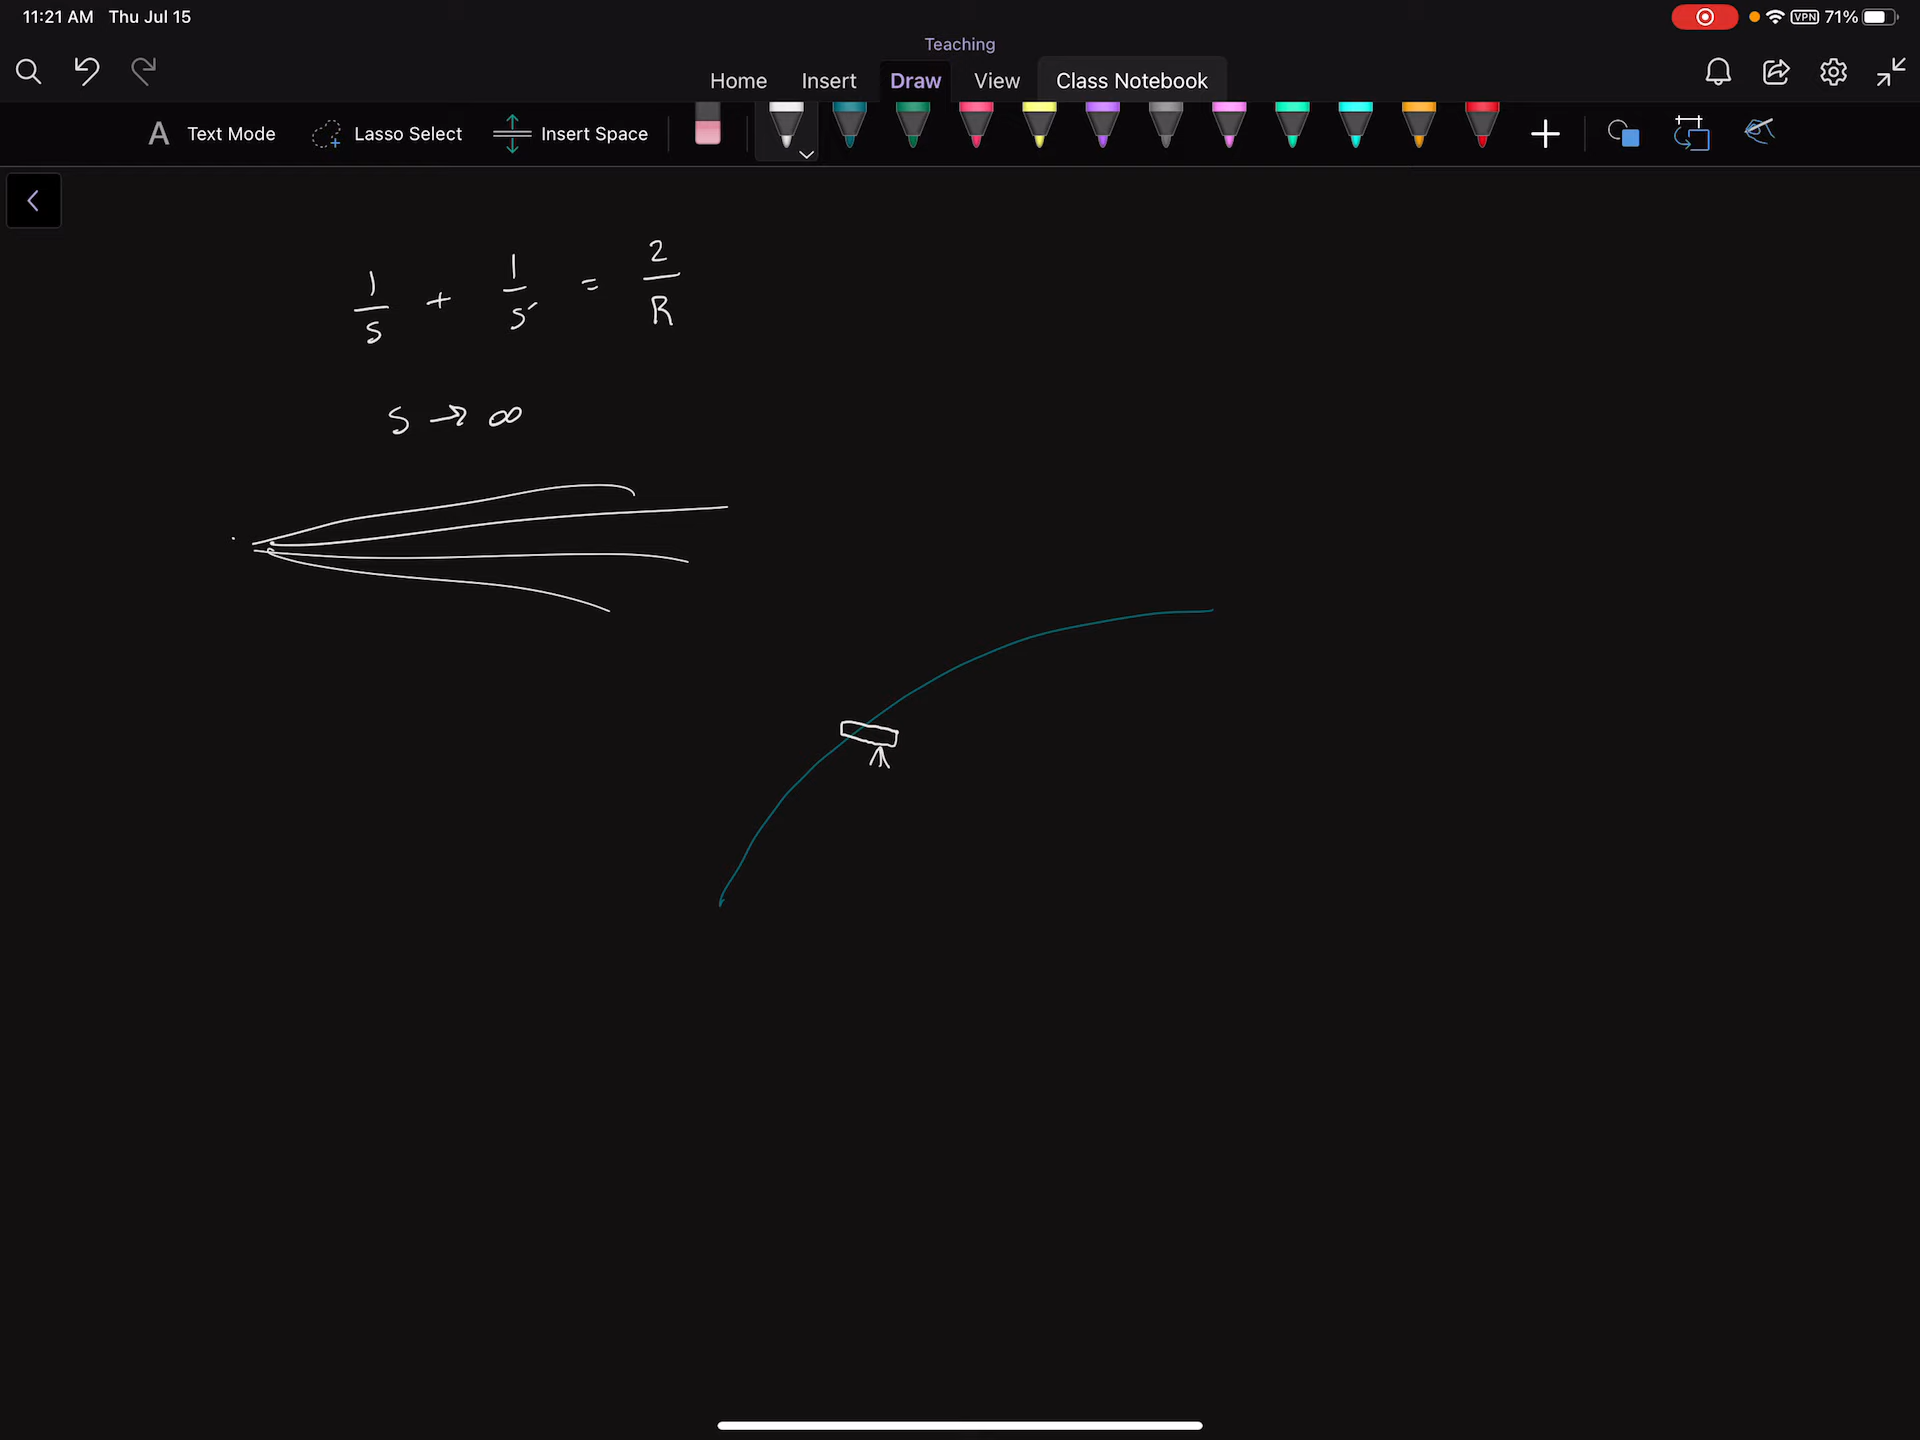 11:21 AM Thu Jul 15
VPN 71%
Teaching
Home Insert Draw View Class Notebook
A Text Mode Lasso Select Insert Space
1/s + 1/s′ = 2/R
s → ∞